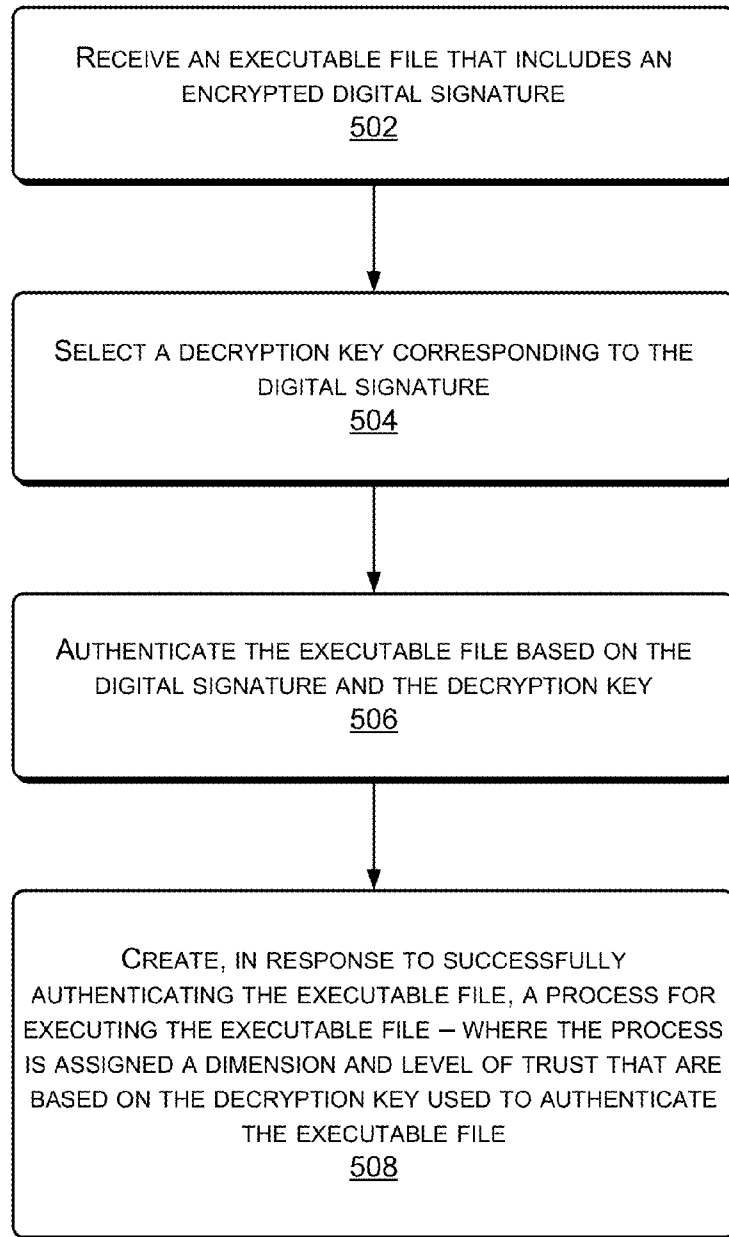 RECEIVE AN EXECUTABLE FILE THAT INCLUDES AN
ENCRYPTED DIGITAL SIGNATURE
502
SELECT A DECRYPTION KEY CORRESPONDING TO THE
DIGITAL SIGNATURE
504
AUTHENTICATE THE EXECUTABLE FILE BASED ON THE
DIGITAL SIGNATURE AND THE DECRYPTION KEY
506
CREATE, IN RESPONSE TO SUCCESSFULLY
AUTHENTICATING THE EXECUTABLE FILE, A PROCESS FOR
EXECUTING THE EXECUTABLE FILE – WHERE THE PROCESS
IS ASSIGNED A DIMENSION AND LEVEL OF TRUST THAT ARE
BASED ON THE DECRYPTION KEY USED TO AUTHENTICATE
THE EXECUTABLE FILE
508